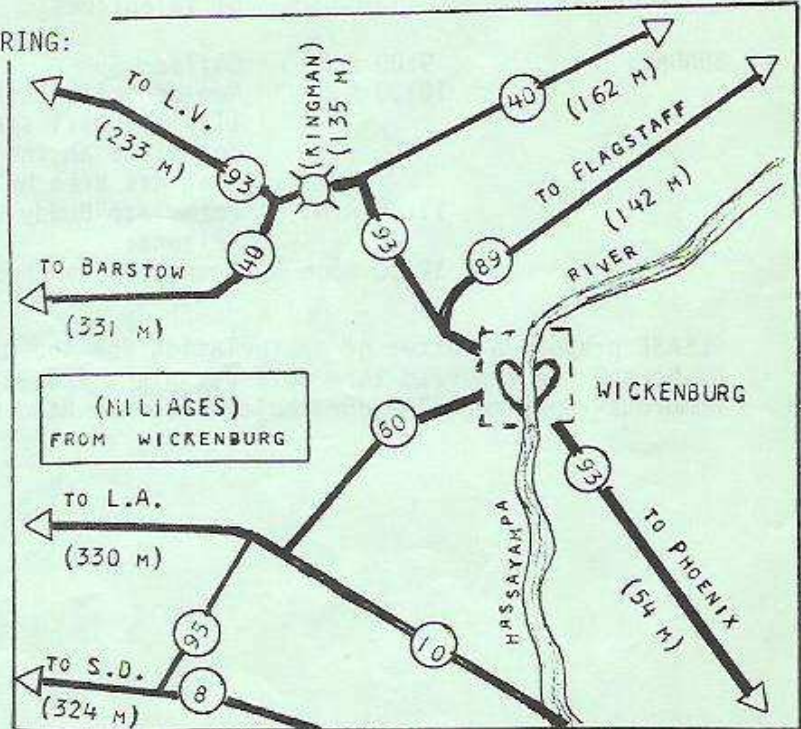 RING:
TO L.V.
(233 M)
93
40
(KINGMAN)
(135 M)
40
(162 M)
TO FLAGSTAFF
(142 M)
93
89
RIVER
TO BARSTOW
(331 M)
(MILIAGES)
FROM WICKENBURG
WICKENBURG
60
93
TO L.A.
(330 M)
HASSAYAMPA
TO PHOENIX
(54 M)
95
10
TO S.D.
(324 M)
8